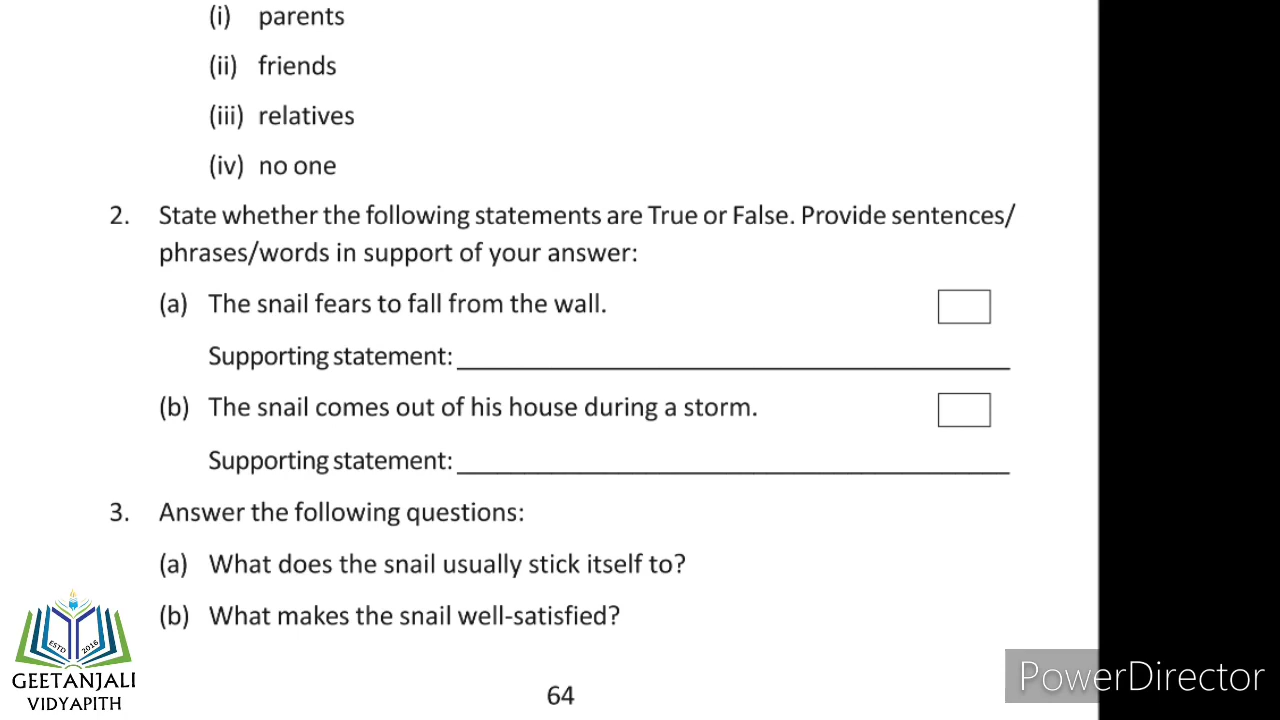 (i) parents
(ii) friends
(iii) relatives
(iv) no one
2. State whether the following statements are True or False. Provide sentences/
phrases/words in support of your answer:
(a) The snail fears to fall from the wall.
Supporting statement:
(b) The snail comes out of his house during a storm.
Supporting statement:
3. Answer the following questions:
(a) What does the snail usually stick itself to?
(b) What makes the snail well-satisfied?
64
ESTD 2016
GEETANJALI
VIDYAPITH
PowerDirector